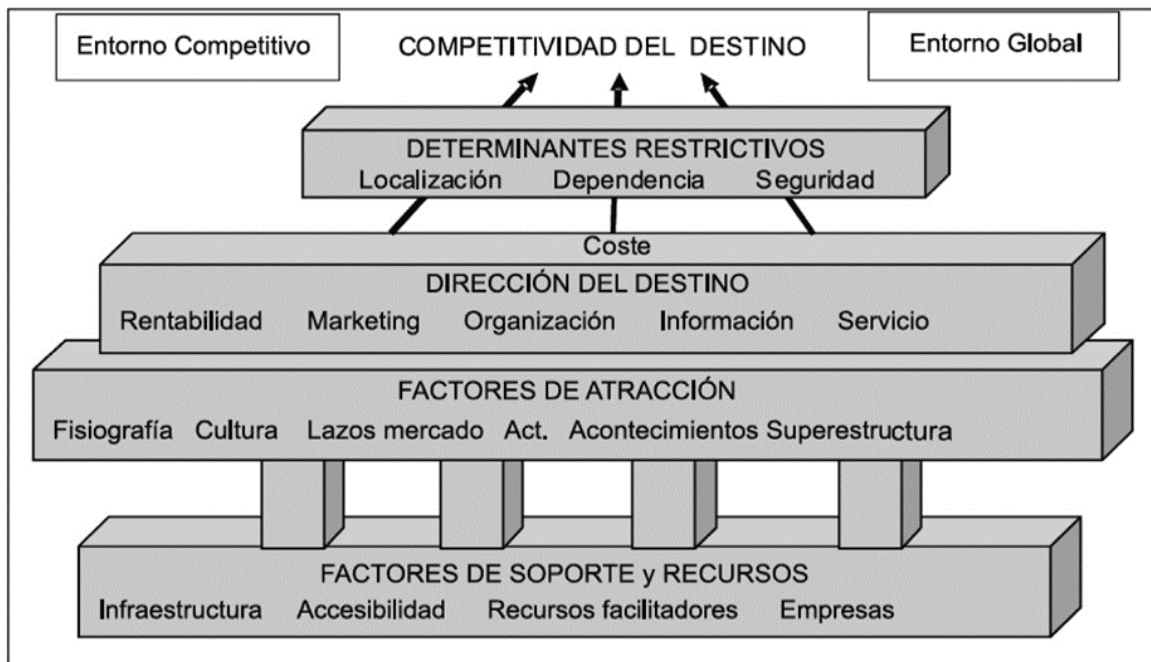 Entorno Competitivo
COMPETITIVIDAD DEL DESTINO
Entorno Global
DETERMINANTES RESTRICTIVOS
Localización Dependencia Seguridad
Coste
DIRECCIÓN DEL DESTINO
Rentabilidad Marketing Organización Información Servicio
FACTORES DE ATRACCIÓN
Fisiografía Cultura Lazos mercado Act. Acontecimientos Superestructura
FACTORES DE SOPORTE y RECURSOS
Infraestructura Accesibilidad Recursos facilitadores Empresas